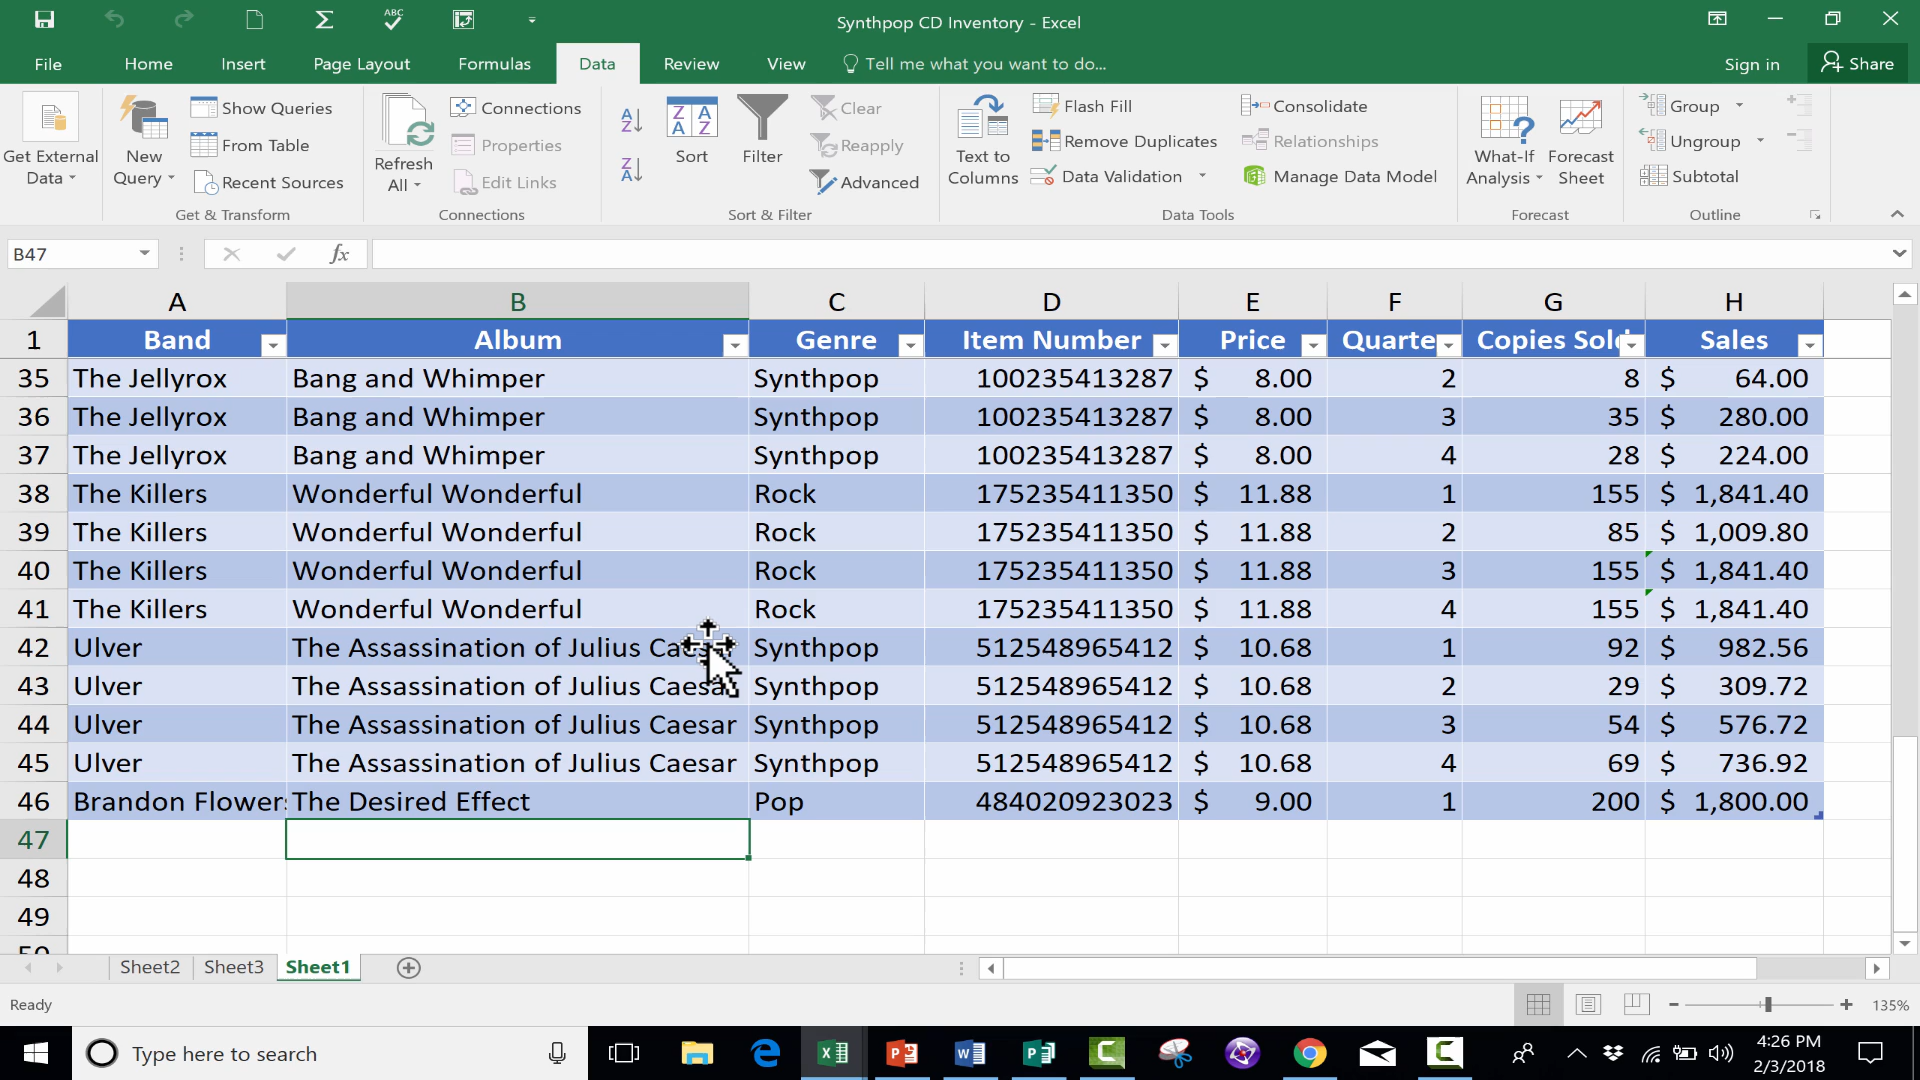 ABC
Synthpop CD Inventory - Excel
File Home Insert Page Layout Formulas Data Review View Tell me what you want to do... Sign in Share
Get External Data
New Query
Show Queries
From Table
Recent Sources
Get & Transform
Refresh All
Connections
Properties
Edit Links
Connections
A Z
Z A
Z A A Z
Sort
Filter
Clear
Reapply
Advanced
Sort & Filter
Text to Columns
Flash Fill
Remove Duplicates
Data Validation
Consolidate
Relationships
Manage Data Model
Data Tools
What-If Analysis
Forecast Sheet
Forecast
Group
Ungroup
Subtotal
Outline
B47 fx
A B C D E F G H
1 Band Album Genre Item Number Price Quarte Copies Sol Sales
35 The Jellyrox Bang and Whimper Synthpop 100235413287 $ 8.00 2 8 $ 64.00
36 The Jellyrox Bang and Whimper Synthpop 100235413287 $ 8.00 3 35 $ 280.00
37 The Jellyrox Bang and Whimper Synthpop 100235413287 $ 8.00 4 28 $ 224.00
38 The Killers Wonderful Wonderful Rock 175235411350 $ 11.88 1 155 $ 1,841.40
39 The Killers Wonderful Wonderful Rock 175235411350 $ 11.88 2 85 $ 1,009.80
40 The Killers Wonderful Wonderful Rock 175235411350 $ 11.88 3 155 $ 1,841.40
41 The Killers Wonderful Wonderful Rock 175235411350 $ 11.88 4 155 $ 1,841.40
42 Ulver The Assassination of Julius Caesar Synthpop 512548965412 $ 10.68 1 92 $ 982.56
43 Ulver The Assassination of Julius Caesar Synthpop 512548965412 $ 10.68 2 29 $ 309.72
44 Ulver The Assassination of Julius Caesar Synthpop 512548965412 $ 10.68 3 54 $ 576.72
45 Ulver The Assassination of Julius Caesar Synthpop 512548965412 $ 10.68 4 69 $ 736.92
46 Brandon Flowers The Desired Effect Pop 484020923023 $ 9.00 1 200 $ 1,800.00
47
48
49
50
Sheet2 Sheet3 Sheet1
Ready 135%
Type here to search
4:26 PM
2/3/2018